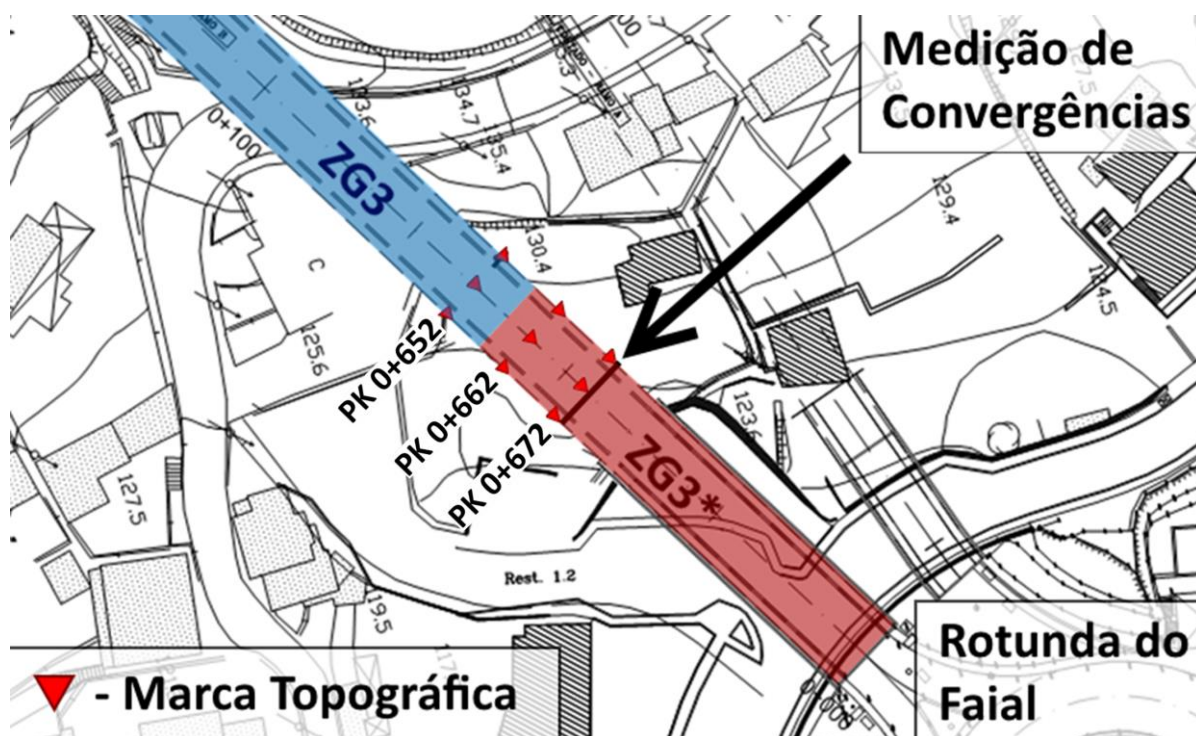 Medição de
Convergências
0+100
133.6
134.7
135.4
ZG3
130.4
129.4
C
125.6
PK 0+652
PK 0+662
PK 0+672
ZG3*
127.5
Rest. 1.2
- Marca Topográfica
Rotunda do
Faial